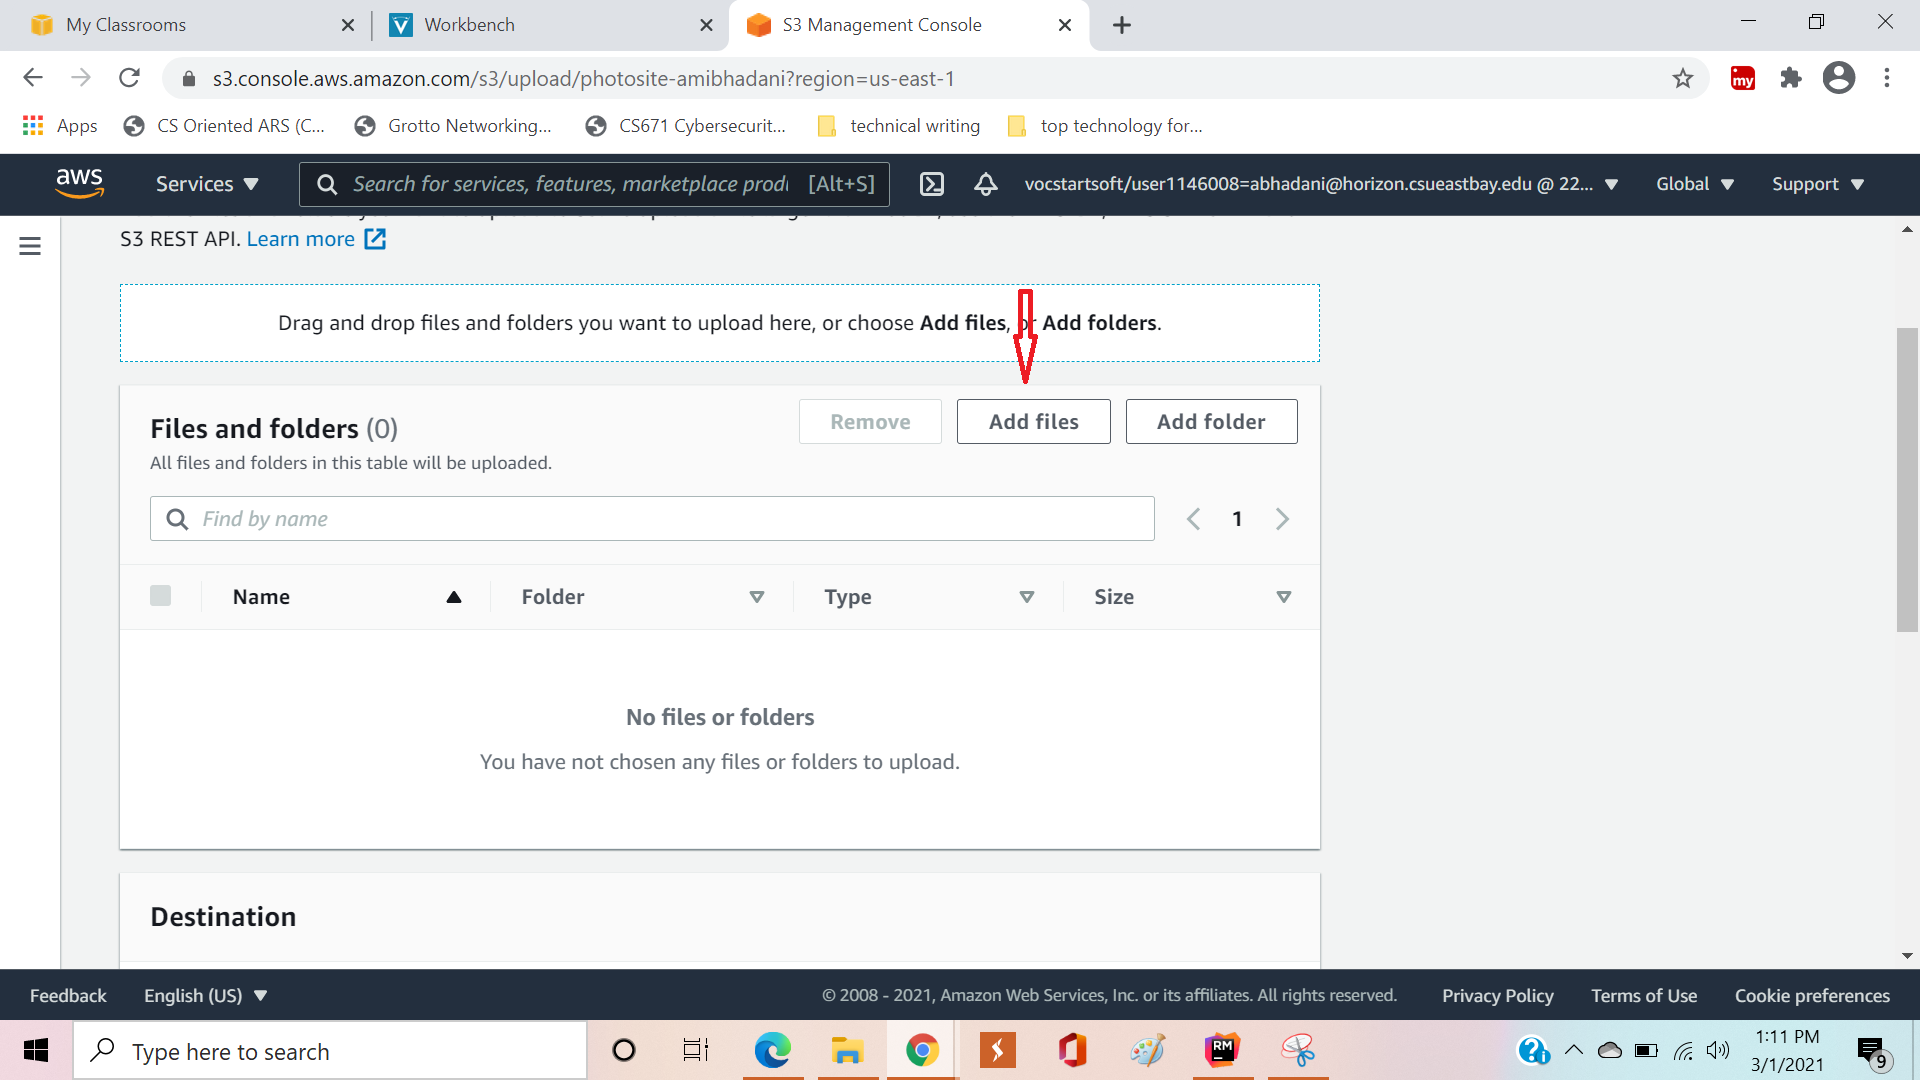 My Classrooms
Workbench
S3 Management Console
s3.console.aws.amazon.com/s3/upload/photosite-amibhadani?region=us-east-1
my
Apps
CS Oriented ARS (C...
Grotto Networking...
CS671 Cybersecurit...
technical writing
top technology for...
aws
Services
Search for services, features, marketplace prod
[Alt+S]
vocstartsoft/user1146008=abhadani@horizon.csueastbay.edu @ 22...
Global
Support
S3 REST API. Learn more
Drag and drop files and folders you want to upload here, or choose Add files, or Add folders.
Files and folders (0)
Remove
Add files
Add folder
All files and folders in this table will be uploaded.
Find by name
1
Name
Folder
Type
Size
No files or folders
You have not chosen any files or folders to upload.
Destination
Feedback
English (US)
© 2008 - 2021, Amazon Web Services, Inc. or its affiliates. All rights reserved.
Privacy Policy
Terms of Use
Cookie preferences
Type here to search
RM
1:11 PM
3/1/2021
9